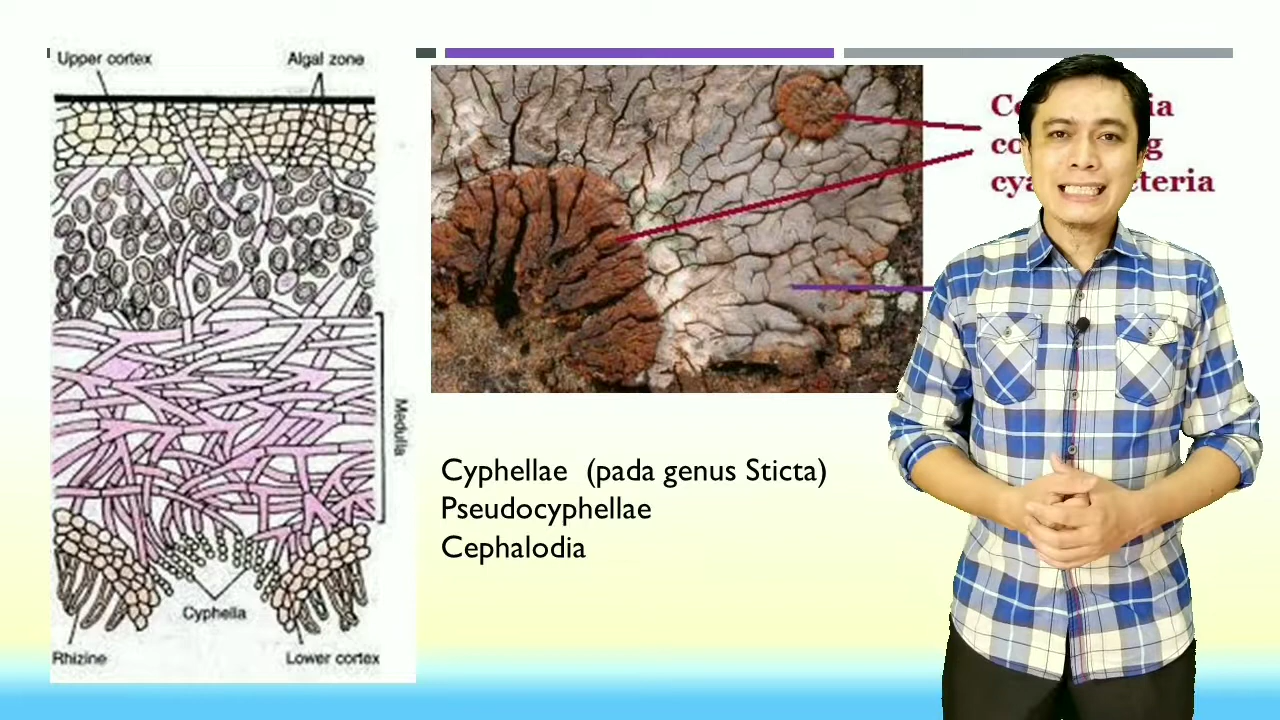 Upper cortex
Algal zone
Medulla
Cyphella
Rhizine
Lower cortex
Cyphellae (pada genus Sticta)
Pseudocyphellae
Cephalodia